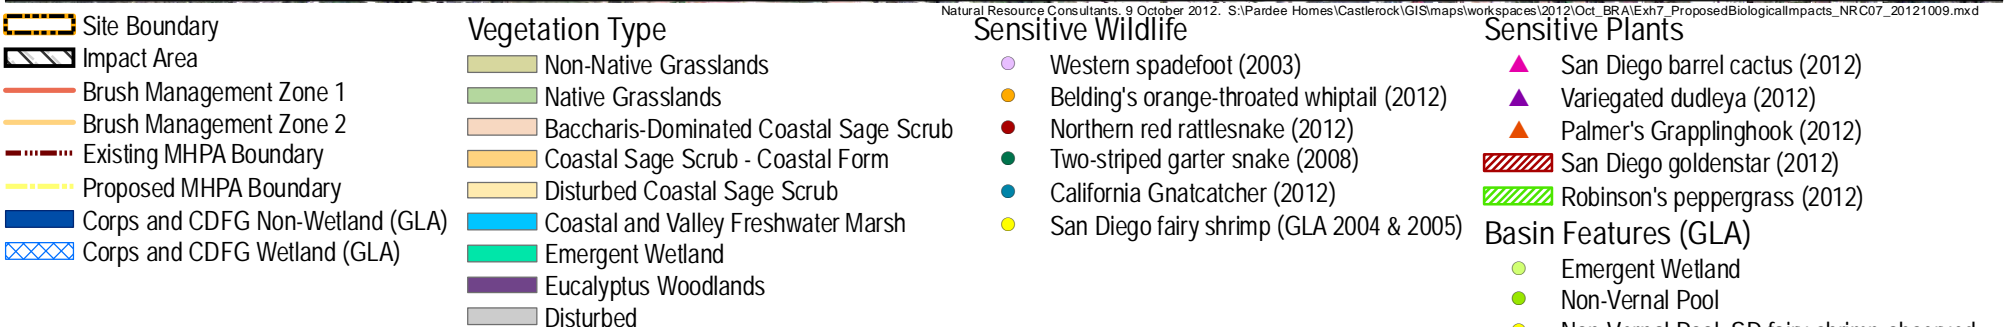 Natural Resource Consultants. 9 October 2012. S:\Pardee Homes\Castlerock\GIS\maps\workspaces\2012\Oct_BRA\Exh7_ProposedBiologicalImpacts_NRC07_20121009.mxd
Site Boundary
Impact Area
Brush Management Zone 1
Brush Management Zone 2
Existing MHPA Boundary
Proposed MHPA Boundary
Corps and CDFG Non-Wetland (GLA)
Corps and CDFG Wetland (GLA)
Vegetation Type
Non-Native Grasslands
Native Grasslands
Baccharis-Dominated Coastal Sage Scrub
Coastal Sage Scrub - Coastal Form
Disturbed Coastal Sage Scrub
Coastal and Valley Freshwater Marsh
Emergent Wetland
Eucalyptus Woodlands
Disturbed
Sensitive Wildlife
Western spadefoot (2003)
Belding's orange-throated whiptail (2012)
Northern red rattlesnake (2012)
Two-striped garter snake (2008)
California Gnatcatcher (2012)
San Diego fairy shrimp (GLA 2004 & 2005)
Sensitive Plants
San Diego barrel cactus (2012)
Variegated dudleya (2012)
Palmer's Grapplinghook (2012)
San Diego goldenstar (2012)
Robinson's peppergrass (2012)
Basin Features (GLA)
Emergent Wetland
Non-Vernal Pool
Non-Vernal Pool, SD fairy shrimp observed